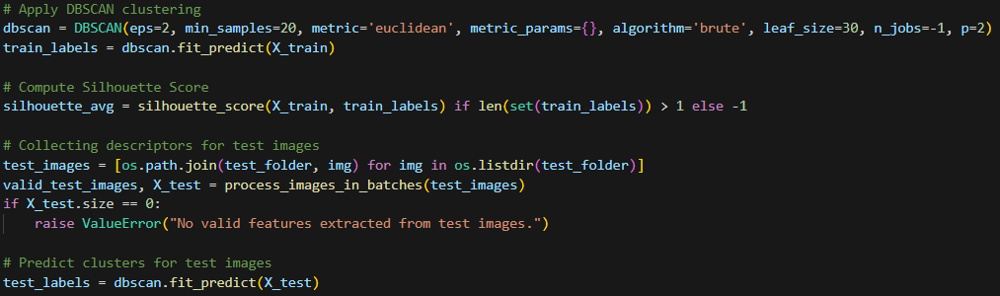 # Apply DBSCAN clustering
dbscan = DBSCAN(eps=2, min_samples=20, metric='euclidean', metric_params={}, algorithm='brute', leaf_size=30, n_jobs=-1, p=2)
train_labels = dbscan.fit_predict(X_train)
# Compute Silhouette Score
silhouette_avg = silhouette_score(X_train, train_labels) if len(set(train_labels)) > 1 else -1
# Collecting descriptors for test images
test_images = [os.path.join(test_folder, img) for img in os.listdir(test_folder)]
valid_test_images, X_test = process_images_in_batches(test_images)
if X_test.size == 0:
    raise ValueError("No valid features extracted from test images.")
# Predict clusters for test images
test_labels = dbscan.fit_predict(X_test)